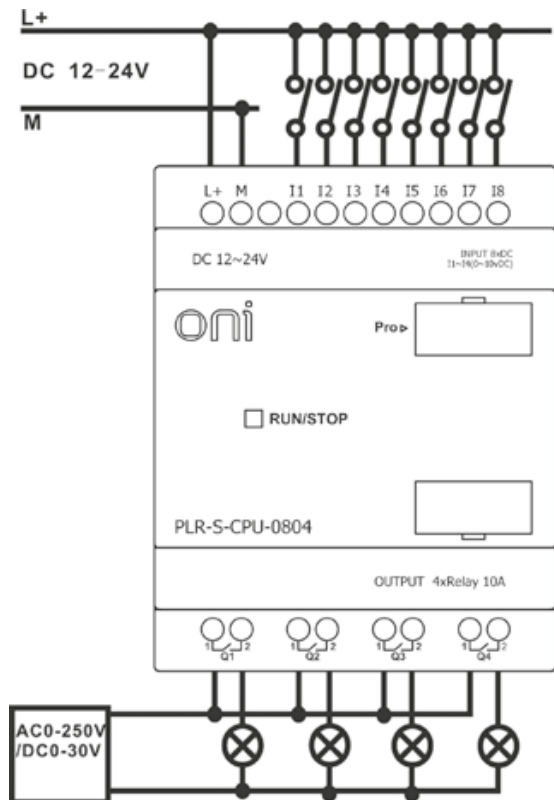 L+
DC 12-24V
M
L+ M I1 I2 I3 I4 I5 I6 I7 I8
DC 12~24V
INPUT 8xDC
I1~I4(0~10vDC)
oni
Pro
RUN/STOP
PLR-S-CPU-0804
OUTPUT 4xRelay 10A
1 2 1 2 1 2 1 2
Q1 Q2 Q3 Q4
AC0-250V
/DC0-30V